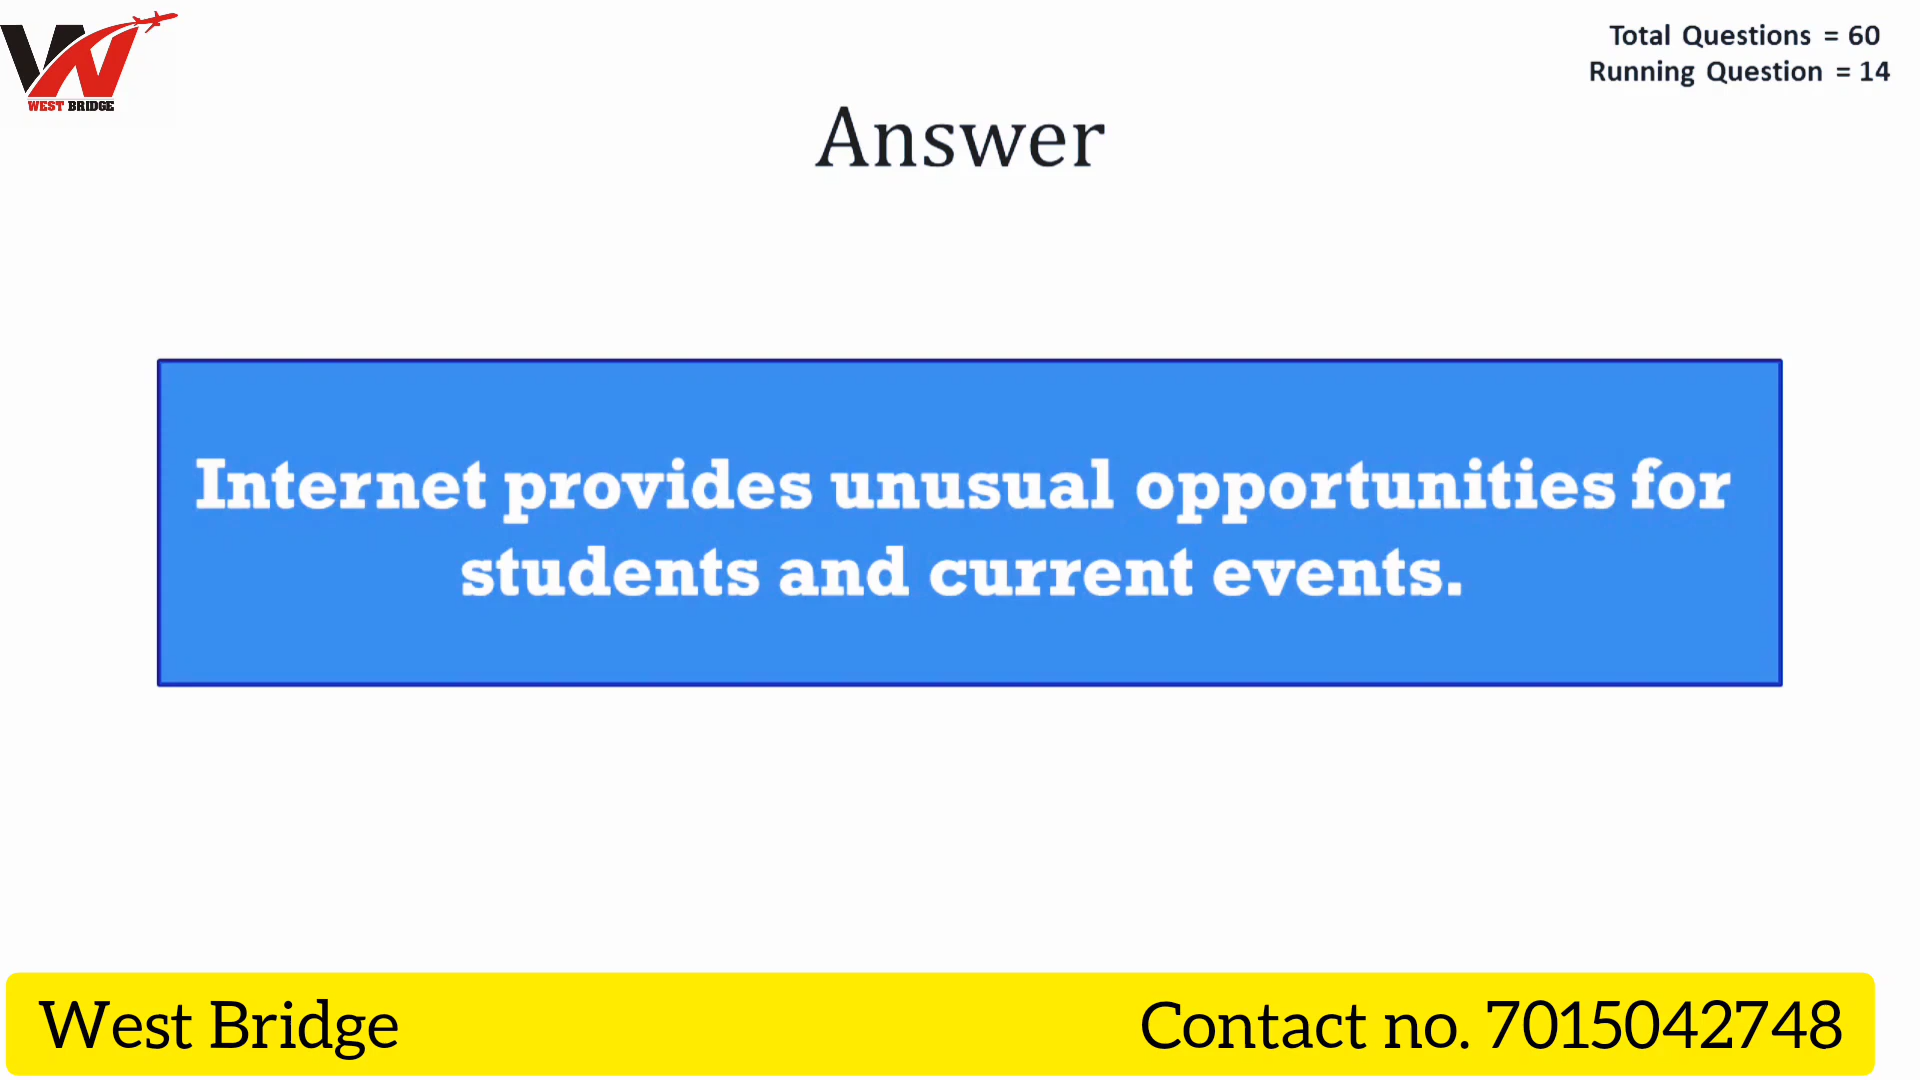 WEST BRIDGE
Total Questions = 60
Running Question = 14
Answer
Internet provides unusual opportunities for
students and current events.
West Bridge
Contact no. 7015042748